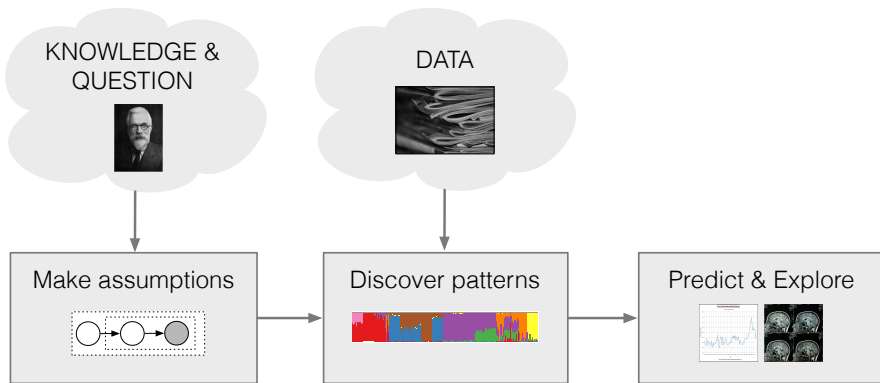 KNOWLEDGE &
QUESTION
DATA
Make assumptions
Discover patterns
Predict & Explore